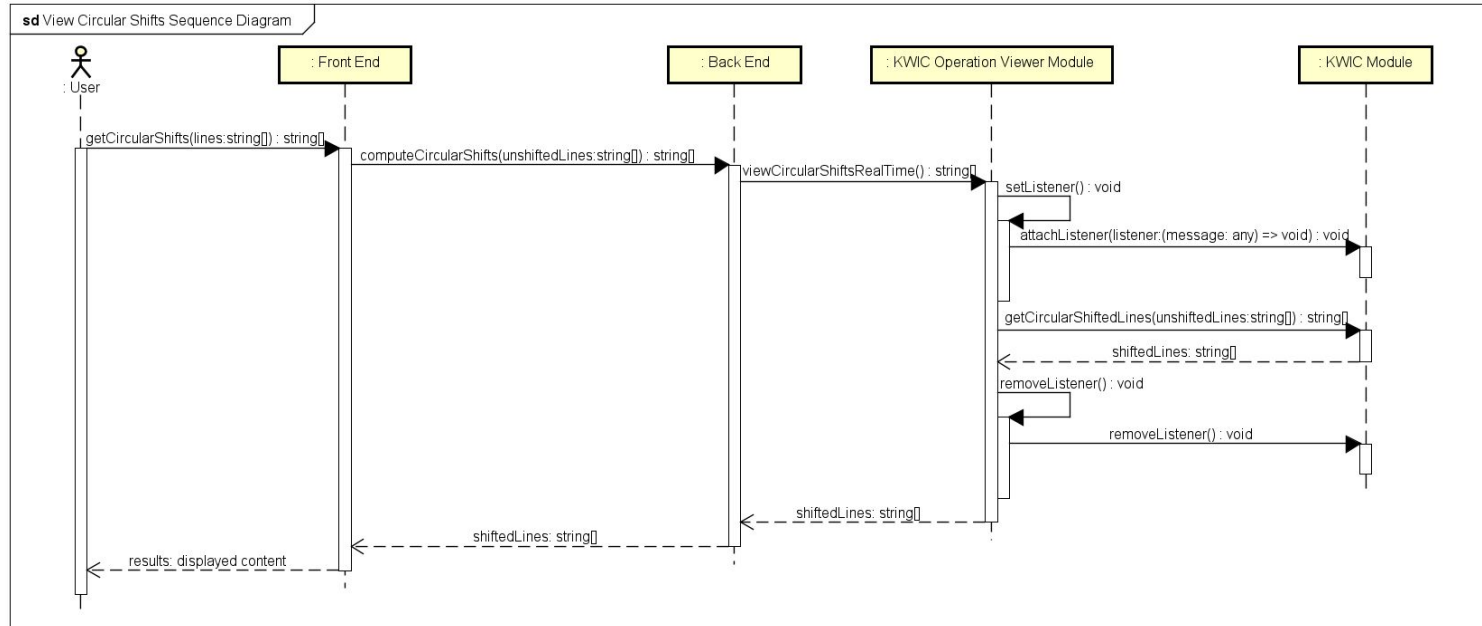 sd View Circular Shifts Sequence Diagram
: User
: Front End
: Back End
: KWIC Operation Viewer Module
: KWIC Module
getCircularShifts(lines:string[]) : string[]
computeCircularShifts(unshiftedLines:string[]) : string[]
viewCircularShiftsRealTime() : string[]
setListener() : void
attachListener(listener:(message: any) => void) : void
getCircularShiftedLines(unshiftedLines:string[]) : string[]
shiftedLines: string[]
removeListener() : void
removeListener() : void
shiftedLines: string[]
shiftedLines: string[]
results: displayed content